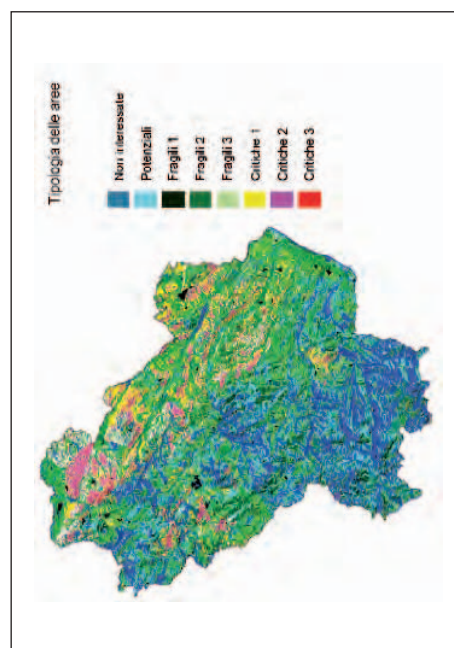 Tipologia delle aree
Non interessate
Potenziali
Fragili 1
Fragili 2
Fragili 3
Critiche 1
Critiche 2
Critiche 3